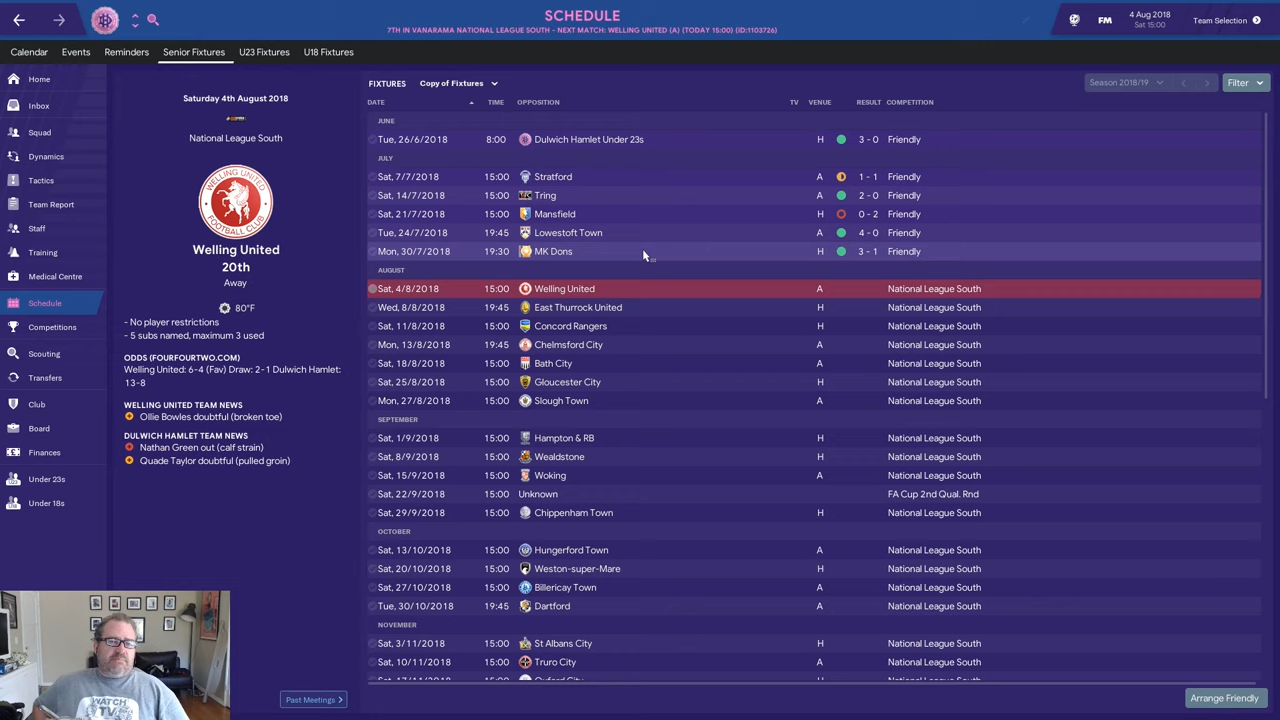 SCHEDULE
7TH IN VANARAMA NATIONAL LEAGUE SOUTH - NEXT MATCH: WELLING UNITED (A) (TODAY 15:00) (ID:1103726)
FM
4 Aug 2018
Sat 15:00
Team Selection
Calendar Events Reminders Senior Fixtures U23 Fixtures U18 Fixtures
Home
Inbox
Squad
Dynamics
Tactics
Team Report
Staff
Training
Medical Centre
Schedule
Competitions
Scouting
Transfers
Club
Board
Finances
Under 23s
Under 18s
Saturday 4th August 2018
National League South
WELLING UNITED
FOOTBALL CLUB
Welling United
20th
Away
80°F
- No player restrictions
- 5 subs named, maximum 3 used
ODDS (FOURFOURTWO.COM)
Welling United: 6-4 (Fav) Draw: 2-1 Dulwich Hamlet:
13-8
WELLING UNITED TEAM NEWS
Ollie Bowles doubtful (broken toe)
DULWICH HAMLET TEAM NEWS
Nathan Green out (calf strain)
Quade Taylor doubtful (pulled groin)
Past Meetings
FIXTURES Copy of Fixtures Season 2018/19 Filter
DATE TIME OPPOSITION TV VENUE RESULT COMPETITION
JUNE
Tue, 26/6/2018 8:00 Dulwich Hamlet Under 23s H 3 - 0 Friendly
JULY
Sat, 7/7/2018 15:00 Stratford A 1 - 1 Friendly
Sat, 14/7/2018 15:00 Tring A 2 - 0 Friendly
Sat, 21/7/2018 15:00 Mansfield H 0 - 2 Friendly
Tue, 24/7/2018 19:45 Lowestoft Town A 4 - 0 Friendly
Mon, 30/7/2018 19:30 MK Dons H 3 - 1 Friendly
AUGUST
Sat, 4/8/2018 15:00 Welling United A National League South
Wed, 8/8/2018 19:45 East Thurrock United H National League South
Sat, 11/8/2018 15:00 Concord Rangers H National League South
Mon, 13/8/2018 19:45 Chelmsford City A National League South
Sat, 18/8/2018 15:00 Bath City A National League South
Sat, 25/8/2018 15:00 Gloucester City H National League South
Mon, 27/8/2018 15:00 Slough Town A National League South
SEPTEMBER
Sat, 1/9/2018 15:00 Hampton & RB H National League South
Sat, 8/9/2018 15:00 Wealdstone H National League South
Sat, 15/9/2018 15:00 Woking A National League South
Sat, 22/9/2018 15:00 Unknown FA Cup 2nd Qual. Rnd
Sat, 29/9/2018 15:00 Chippenham Town H National League South
OCTOBER
Sat, 13/10/2018 15:00 Hungerford Town A National League South
Sat, 20/10/2018 15:00 Weston-super-Mare H National League South
Sat, 27/10/2018 15:00 Billericay Town A National League South
Tue, 30/10/2018 19:45 Dartford A National League South
NOVEMBER
Sat, 3/11/2018 15:00 St Albans City H National League South
Sat, 10/11/2018 15:00 Truro City A National League South
Sat, 17/11/2018 15:00 Oxford City H National League South
Arrange Friendly
WATCH
TV